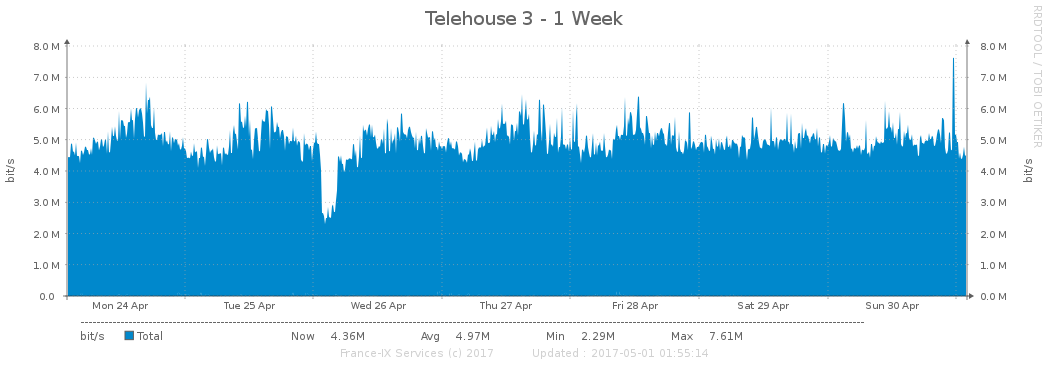 Telehouse 3 - 1 Week
RRDTOOL / TOBI OETIKER
8.0 M 8.0 M
7.0 M 7.0 M
6.0 M 6.0 M
5.0 M 5.0 M
4.0 M 4.0 M
3.0 M 3.0 M
2.0 M 2.0 M
1.0 M 1.0 M
0.0 0.0 M
bit/s bit/s
Mon 24 Apr Tue 25 Apr Wed 26 Apr Thu 27 Apr Fri 28 Apr Sat 29 Apr Sun 30 Apr
bit/s Total Now 4.36M Avg 4.97M Min 2.29M Max 7.61M
France-IX Services (c) 2017 Updated : 2017-05-01 01:55:14